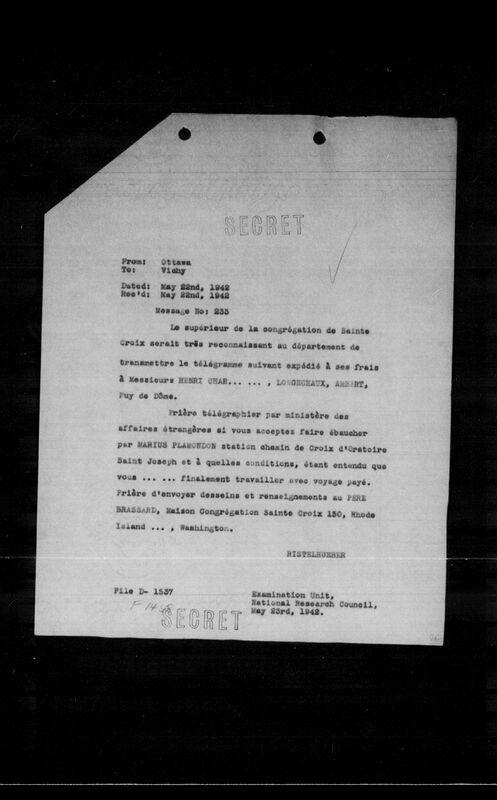 SECRET
From: Ottawa
To: Vichy
Dated: May 22nd, 1942
Rec'd: May 22nd, 1942
Message No: 233
Le supérieur de la congrégation de Sainte
Croix serait très reconnaissant au département de
transmettre le télégramme suivant expédié à ses frais
à Messieurs HENRI CHAR... ... , LONGECHAUX, AMBERT,
Puy de Dôme.
Prière télégraphier par ministère des
affaires étrangères si vous acceptez faire ébaucher
par MARIUS PLAMONDON station chemin de Croix d'Oratoire
Saint Joseph et à quelles conditions, étant entendu que
vous ... ... finalement travailler avec voyage payé.
Prière d'envoyer desseins et renseignements au PERE
BRASSARD, Maison Congrégation Sainte Croix 150, Rhode
Island ... , Washington.
RISTELHUEBER
File D- 1537
Examination Unit,
National Research Council,
May 23rd, 1942.
SECRET